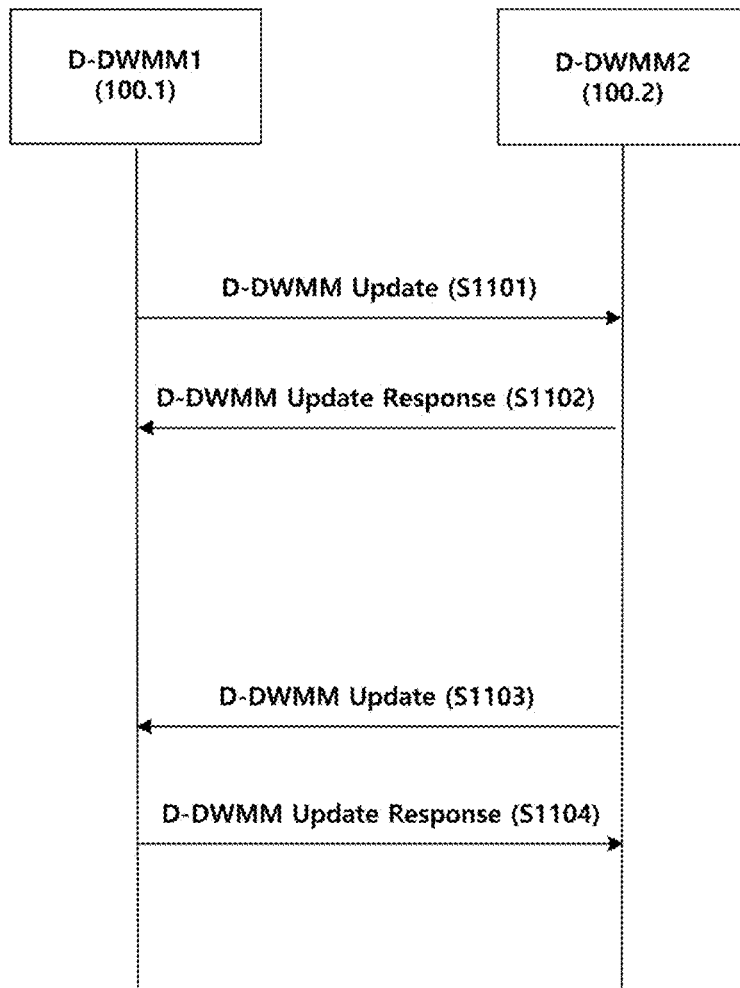 D-DWMM1
(100.1)
D-DWMM2
(100.2)
D-DWMM Update (S1101)
D-DWMM Update Response (S1102)
D-DWMM Update (S1103)
D-DWMM Update Response (S1104)